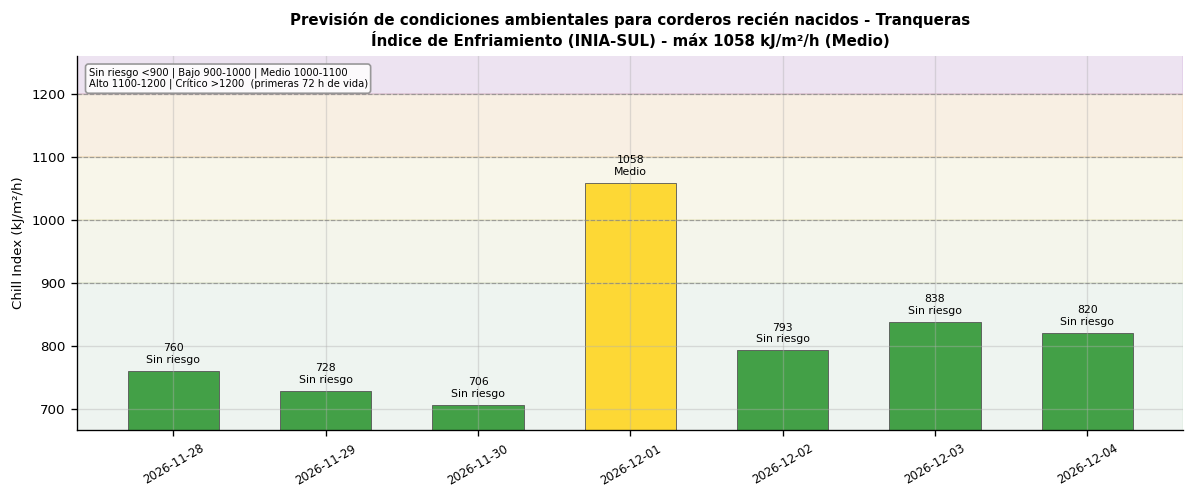 Previsión de condiciones ambientales para corderos recién nacidos - Tranqueras
Índice de Enfriamiento (INIA-SUL) - máx 1058 kJ/m²/h (Medio)
Sin riesgo <900 | Bajo 900-1000 | Medio 1000-1100
Alto 1100-1200 | Crítico >1200  (primeras 72 h de vida)
Chill Index (kJ/m²/h)
1200
1100
1000
900
800
700
760
Sin riesgo
728
Sin riesgo
706
Sin riesgo
1058
Medio
793
Sin riesgo
838
Sin riesgo
820
Sin riesgo
2026-11-28
2026-11-29
2026-11-30
2026-12-01
2026-12-02
2026-12-03
2026-12-04